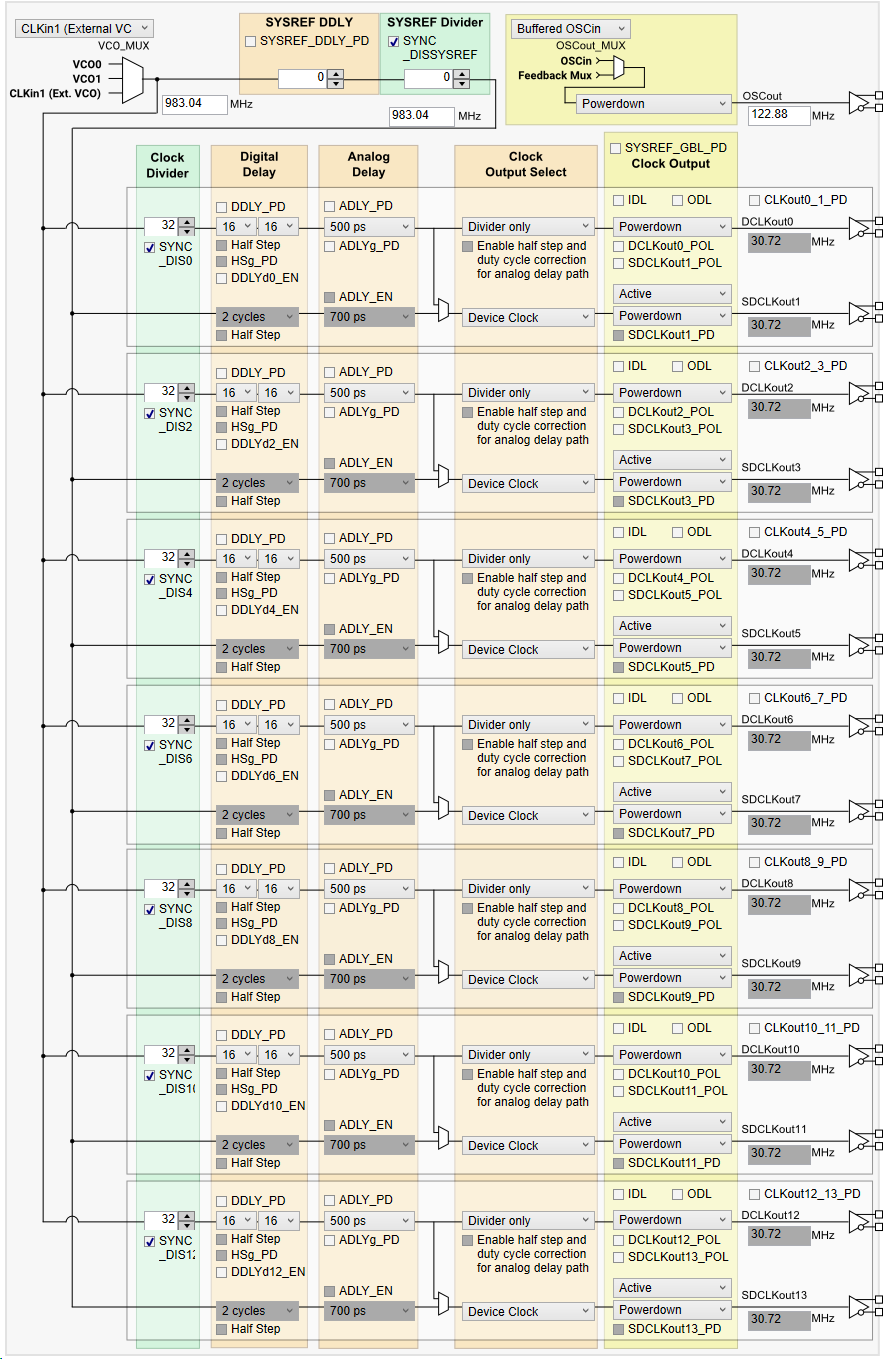 CLKin1 (External VC
VCO_MUX
VCO0
VCO1
CLKin1 (Ext. VCO)
983.04 MHz
SYSREF DDLY
SYSREF_DDLY_PD
0
SYSREF Divider
SYNC
_DISSYSREF
0
983.04 MHz
Buffered OSCin
OSCout_MUX
OSCin
Feedback Mux
Powerdown
OSCout
122.88 MHz
Clock
Divider
Digital
Delay
Analog
Delay
Clock
Output Select
SYSREF_GBL_PD
Clock Output
IDL ODL CLKout0_1_PD
DDLY_PD ADLY_PD
DCLKout0
32 16 16 500 ps Divider only Powerdown
30.72 MHz
SYNC
_DIS0
Half Step
HSg_PD
DDLYd0_EN
ADLYg_PD
Enable half step and
duty cycle correction
for analog delay path
DCLKout0_POL
SDCLKout1_POL
ADLY_EN Active
SDCLKout1
2 cycles 700 ps Device Clock Powerdown
30.72 MHz
Half Step SDCLKout1_PD
IDL ODL CLKout2_3_PD
DDLY_PD ADLY_PD
DCLKout2
32 16 16 500 ps Divider only Powerdown
30.72 MHz
SYNC
_DIS2
Half Step
HSg_PD
DDLYd2_EN
ADLYg_PD
Enable half step and
duty cycle correction
for analog delay path
DCLKout2_POL
SDCLKout3_POL
ADLY_EN Active
SDCLKout3
2 cycles 700 ps Device Clock Powerdown
30.72 MHz
Half Step SDCLKout3_PD
IDL ODL CLKout4_5_PD
DDLY_PD ADLY_PD
DCLKout4
32 16 16 500 ps Divider only Powerdown
30.72 MHz
SYNC
_DIS4
Half Step
HSg_PD
DDLYd4_EN
ADLYg_PD
Enable half step and
duty cycle correction
for analog delay path
DCLKout4_POL
SDCLKout5_POL
ADLY_EN Active
SDCLKout5
2 cycles 700 ps Device Clock Powerdown
30.72 MHz
Half Step SDCLKout5_PD
IDL ODL CLKout6_7_PD
DDLY_PD ADLY_PD
DCLKout6
32 16 16 500 ps Divider only Powerdown
30.72 MHz
SYNC
_DIS6
Half Step
HSg_PD
DDLYd6_EN
ADLYg_PD
Enable half step and
duty cycle correction
for analog delay path
DCLKout6_POL
SDCLKout7_POL
ADLY_EN Active
SDCLKout7
2 cycles 700 ps Device Clock Powerdown
30.72 MHz
Half Step SDCLKout7_PD
IDL ODL CLKout8_9_PD
DDLY_PD ADLY_PD
DCLKout8
32 16 16 500 ps Divider only Powerdown
30.72 MHz
SYNC
_DIS8
Half Step
HSg_PD
DDLYd8_EN
ADLYg_PD
Enable half step and
duty cycle correction
for analog delay path
DCLKout8_POL
SDCLKout9_POL
ADLY_EN Active
SDCLKout9
2 cycles 700 ps Device Clock Powerdown
30.72 MHz
Half Step SDCLKout9_PD
IDL ODL CLKout10_11_PD
DDLY_PD ADLY_PD
DCLKout10
32 16 16 500 ps Divider only Powerdown
30.72 MHz
SYNC
_DIS10
Half Step
HSg_PD
DDLYd10_EN
ADLYg_PD
Enable half step and
duty cycle correction
for analog delay path
DCLKout10_POL
SDCLKout11_POL
ADLY_EN Active
SDCLKout11
2 cycles 700 ps Device Clock Powerdown
30.72 MHz
Half Step SDCLKout11_PD
IDL ODL CLKout12_13_PD
DDLY_PD ADLY_PD
DCLKout12
32 16 16 500 ps Divider only Powerdown
30.72 MHz
SYNC
_DIS12
Half Step
HSg_PD
DDLYd12_EN
ADLYg_PD
Enable half step and
duty cycle correction
for analog delay path
DCLKout12_POL
SDCLKout13_POL
ADLY_EN Active
SDCLKout13
2 cycles 700 ps Device Clock Powerdown
30.72 MHz
Half Step SDCLKout13_PD